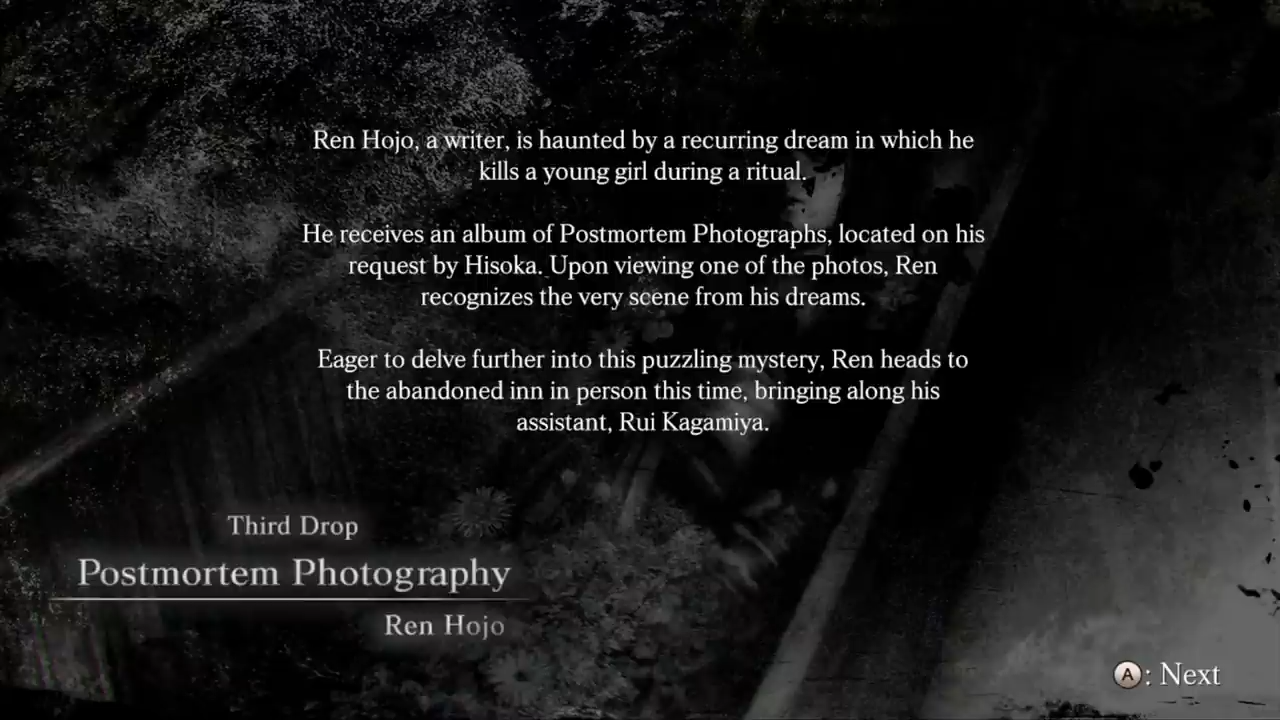 Ren Hojo, a writer, is haunted by a recurring dream in which he
kills a young girl during a ritual.
He receives an album of Postmortem Photographs, located on his
request by Hisoka. Upon viewing one of the photos, Ren
recognizes the very scene from his dreams.
Eager to delve further into this puzzling mystery, Ren heads to
the abandoned inn in person this time, bringing along his
assistant, Rui Kagamiya.
Third Drop
Postmortem Photography
Ren Hojo
A: Next